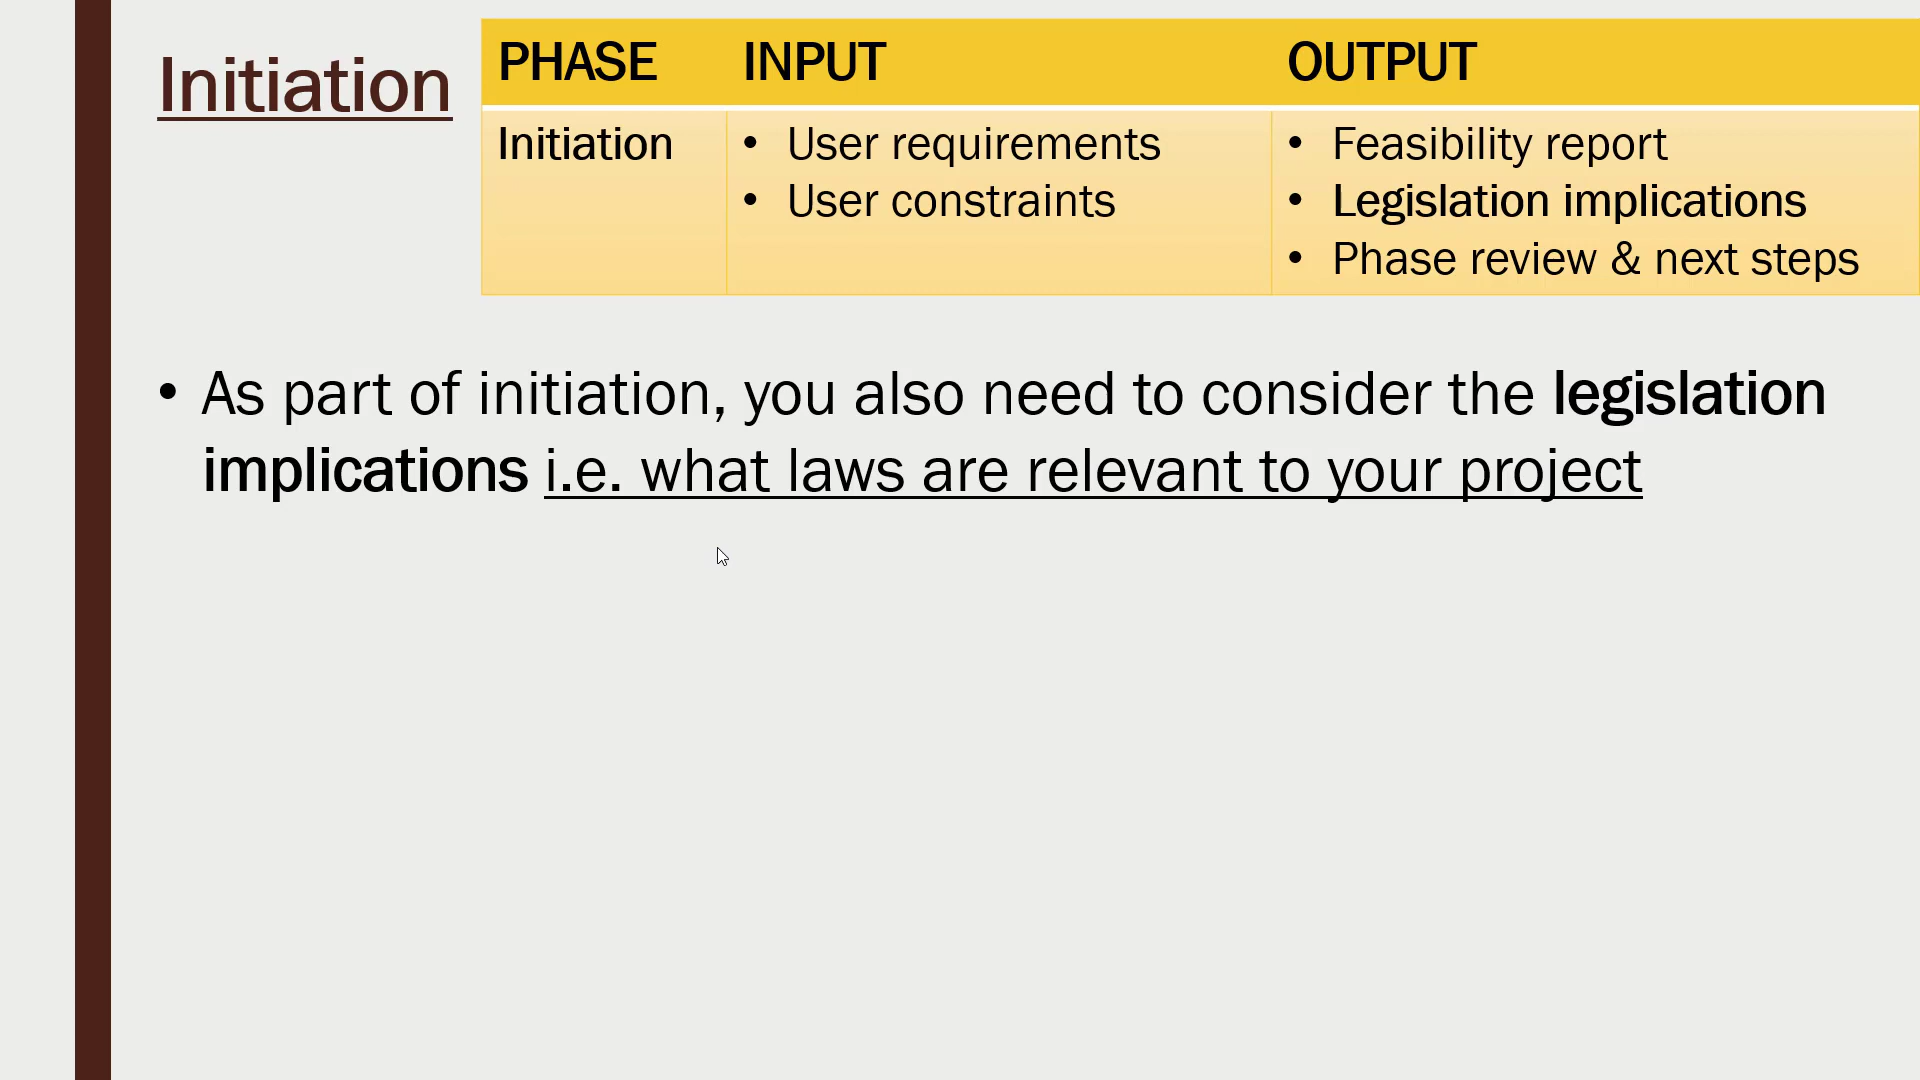 Initiation
PHASE INPUT OUTPUT
Initiation • User requirements • Feasibility report
• User constraints • Legislation implications
• Phase review & next steps
• As part of initiation, you also need to consider the legislation
implications i.e. what laws are relevant to your project